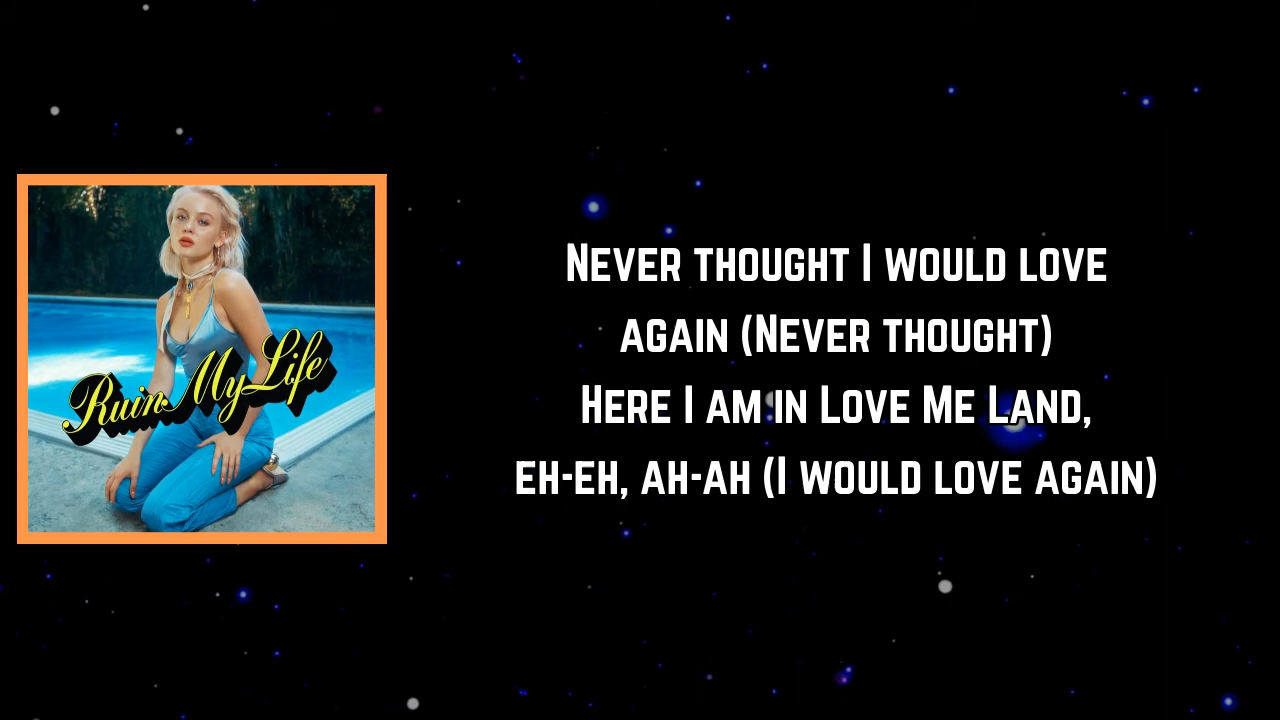 Ruin My Life
Never thought I would love
again (Never thought)
Here I am in Love Me Land,
eh-eh, ah-ah (I would love again)